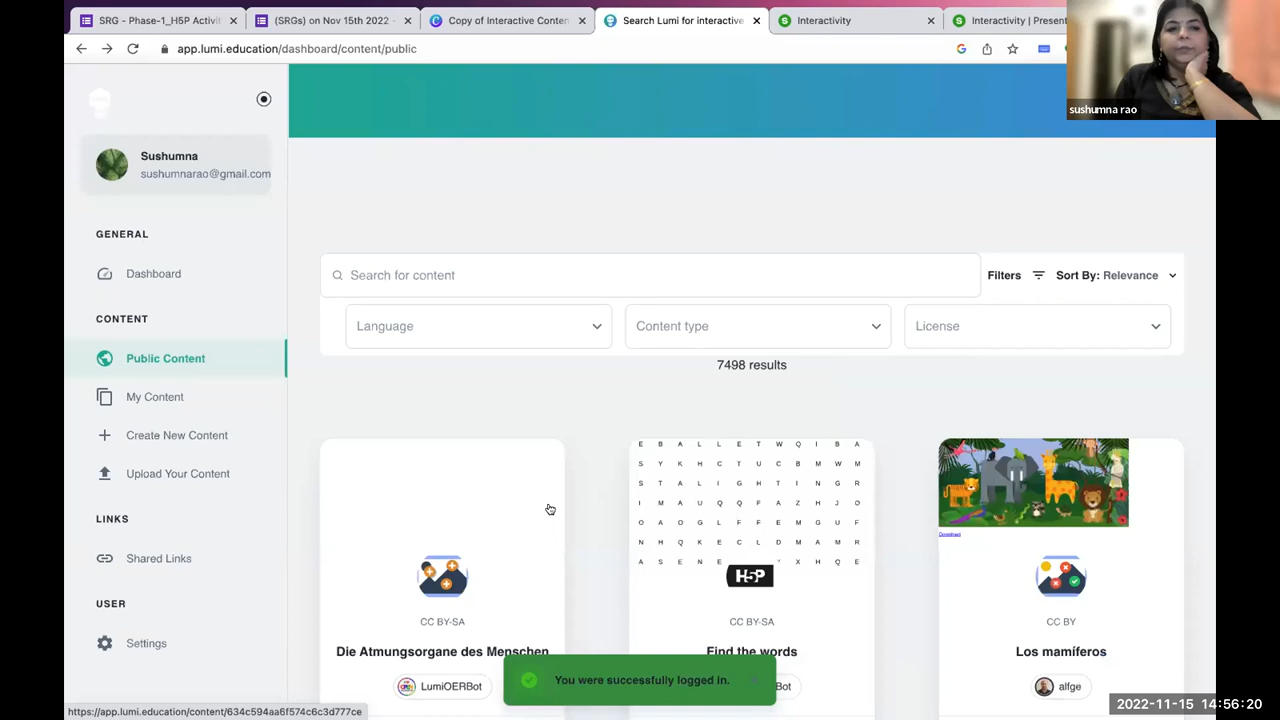 SRG - Phase-1_H5P Activiti
(SRGs) on Nov 15th 2022 -
Copy of Interactive Conten
Search Lumi for interactive
Interactivity
Interactivity | Present
app.lumi.education/dashboard/content/public
sushumna rao
Sushumna
sushumnarao@gmail.com
GENERAL
Dashboard
CONTENT
Public Content
My Content
Create New Content
Upload Your Content
LINKS
Shared Links
USER
Settings
Search for content
Filters
Sort By: Relevance
Language
Content type
License
7498 results
E B A L L E T W Q I B A
S Y K H C T U C B M W M
S T A L I G H T I N G R
I M A U Q Q F A Z H J O
O A O G L F F E M G U F
N H Q K E C L D M A M R
A S E N E Y X H Q E
H5P
CC BY-SA
CC BY-SA
CC BY
Die Atmungsorgane des Menschen
Find the words
Los mamíferos
LumiOERBot
Bot
alfge
You were successfully logged in.
https://app.lumi.education/content/634c594aa6f574c6c3d777ce
2022-11-15 14:56:20